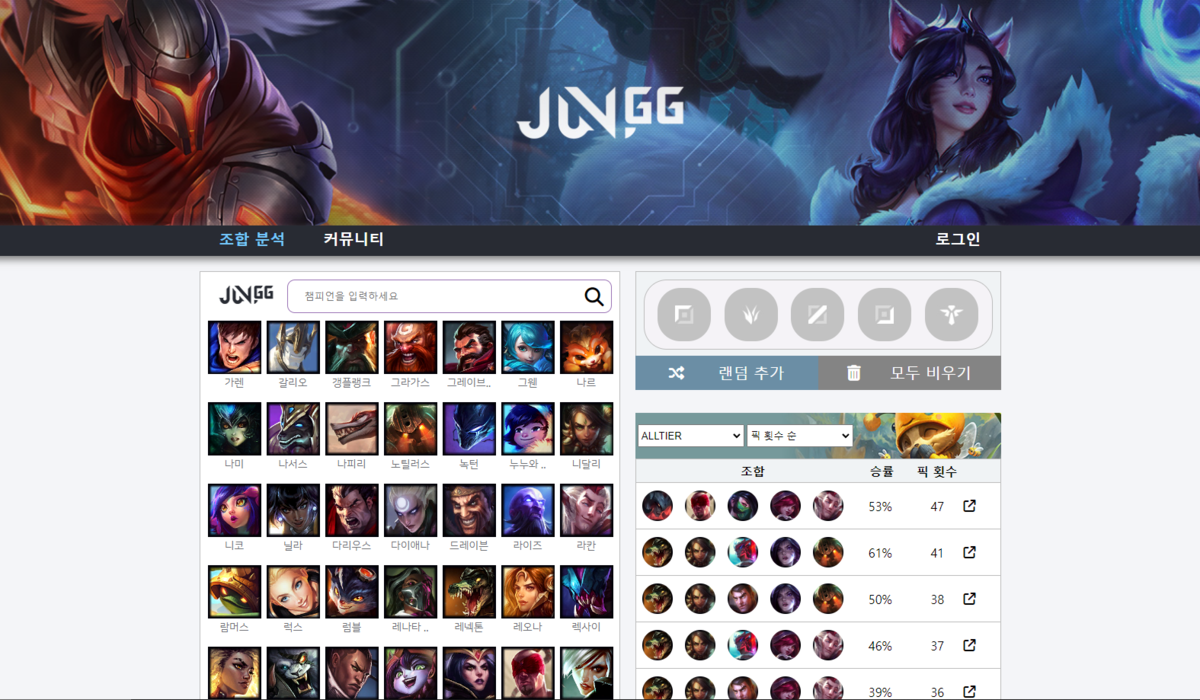 JUNGG
조합 분석 커뮤니티 로그인
JUNGG 챔피언을 입력하세요
가렌 갈리오 갱플랭크 그라가스 그레이브.. 그웬 나르
나미 나서스 나피리 노틸러스 녹턴 누누와 .. 니달리
니코 닐라 다리우스 다이애나 드레이븐 라이즈 라칸
람머스 럭스 럼블 레나타 .. 레넥톤 레오나 렉사이
랜덤 추가 모두 비우기
ALLTIER 픽 횟수 순
조합 승률 픽 횟수
53% 47
61% 41
50% 38
46% 37
39% 36